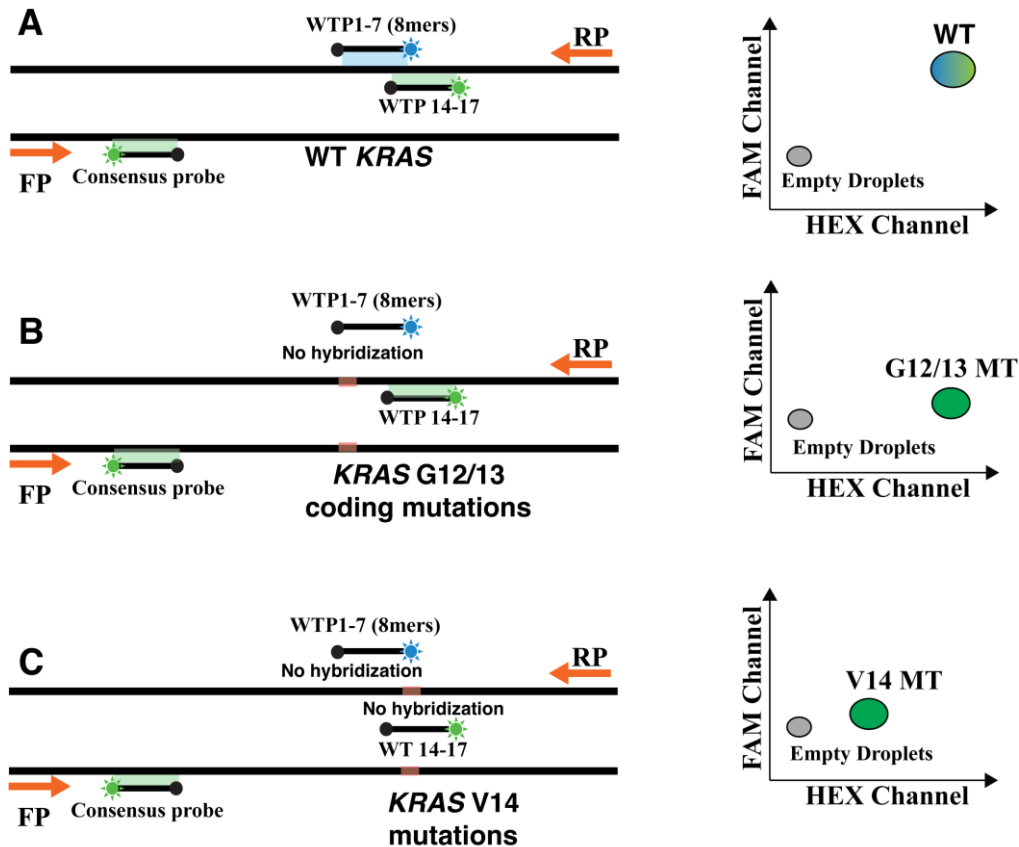 A
WTP1-7 (8mers)
RP
WTP 14-17
WT KRAS
FP
Consensus probe
FAM Channel
WT
Empty Droplets
HEX Channel
B
WTP1-7 (8mers)
No hybridization
RP
WTP 14-17
FP
Consensus probe
KRAS G12/13
coding mutations
FAM Channel
G12/13 MT
Empty Droplets
HEX Channel
C
WTP1-7 (8mers)
No hybridization
RP
No hybridization
WT 14-17
FP
Consensus probe
KRAS V14
mutations
FAM Channel
V14 MT
Empty Droplets
HEX Channel